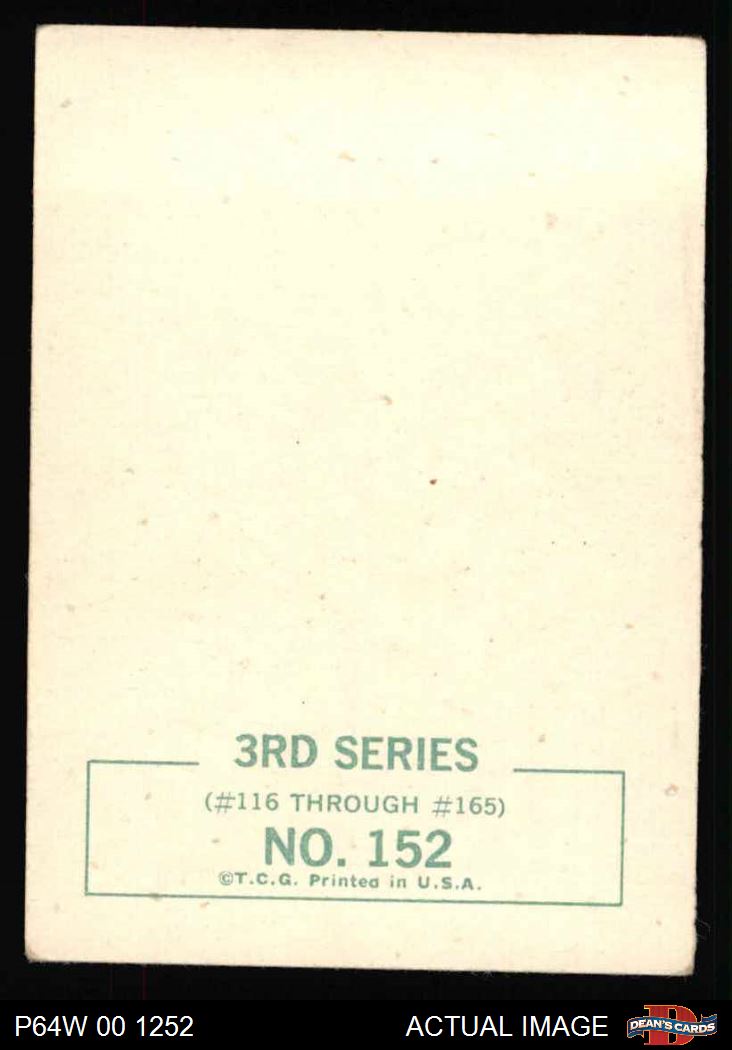 3RD SERIES
(#116 THROUGH #165)
NO. 152
©T.C.G. Printed in U.S.A.
P64W 00 1252 ACTUAL IMAGE DEAN'S CARDS